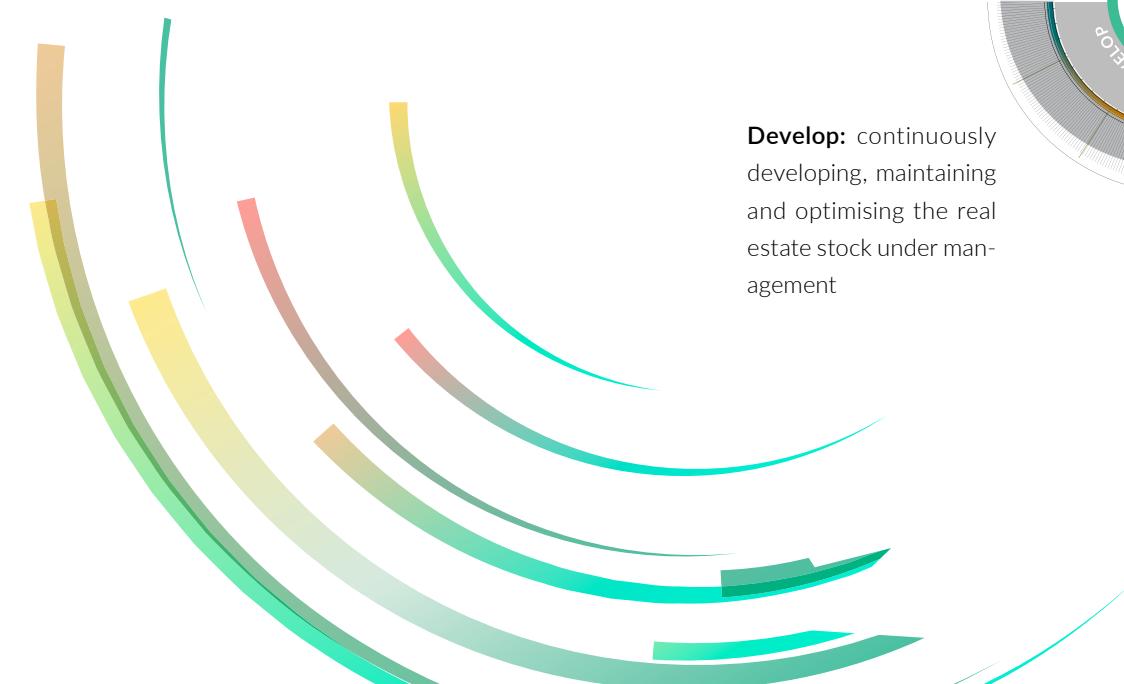 Develop: continuously
developing, maintaining
and optimising the real
estate stock under man-
agement